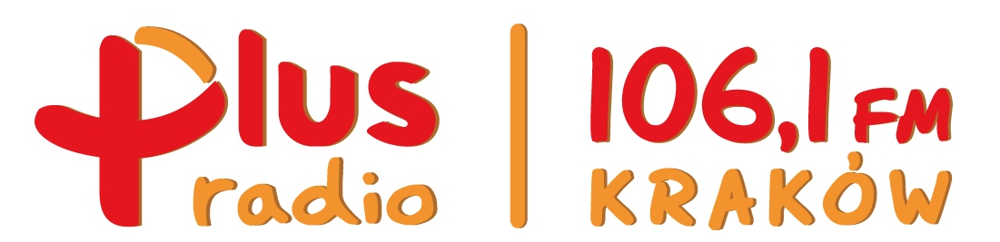 plus
radio
106,1 FM
KRAKÓW